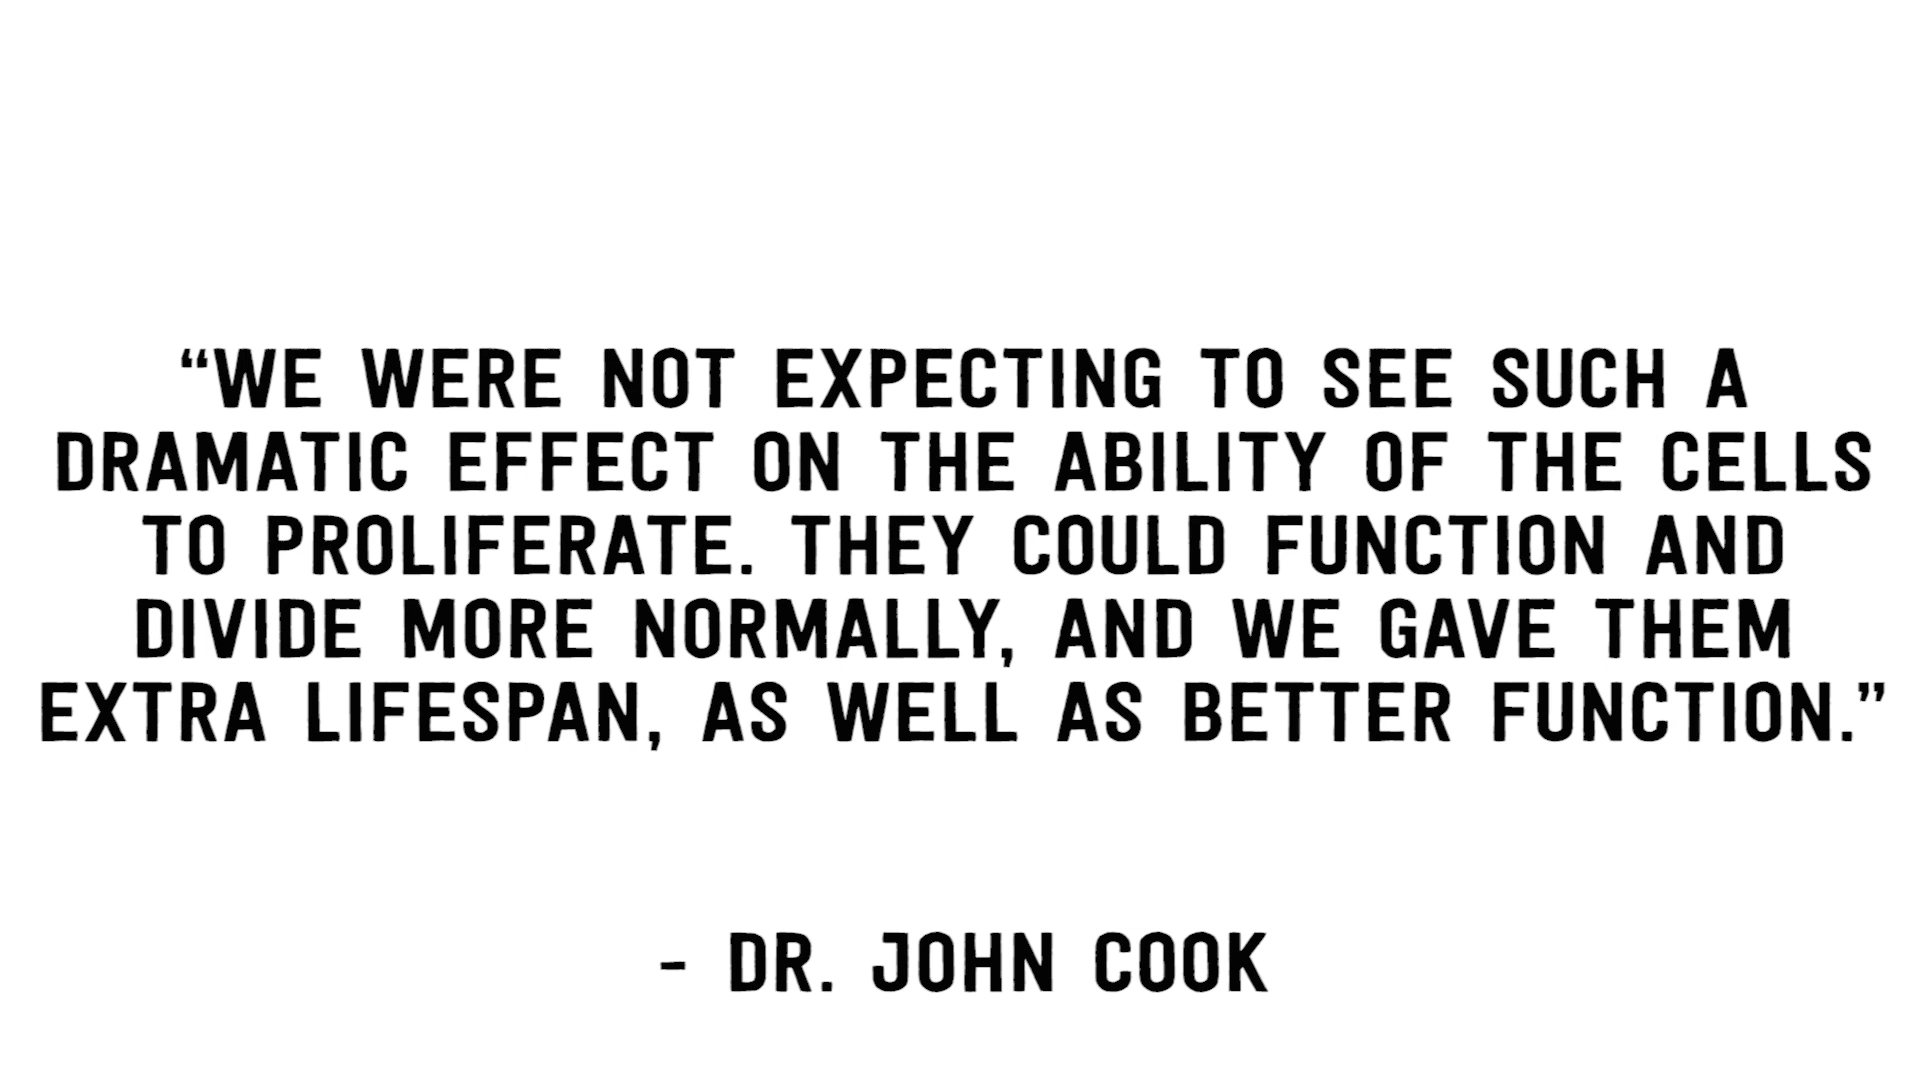 “WE WERE NOT EXPECTING TO SEE SUCH A
DRAMATIC EFFECT ON THE ABILITY OF THE CELLS
TO PROLIFERATE. THEY COULD FUNCTION AND
DIVIDE MORE NORMALLY, AND WE GAVE THEM
EXTRA LIFESPAN, AS WELL AS BETTER FUNCTION.”
- DR. JOHN COOK